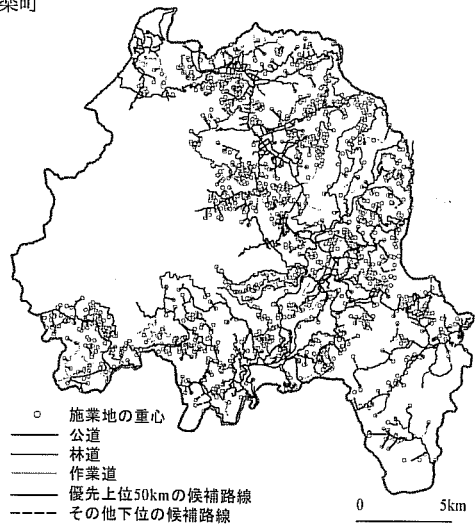 ○ 施業地の重心
公道
林道
作業道
優先上位50kmの候補路線
その他下位の候補路線
0 5km